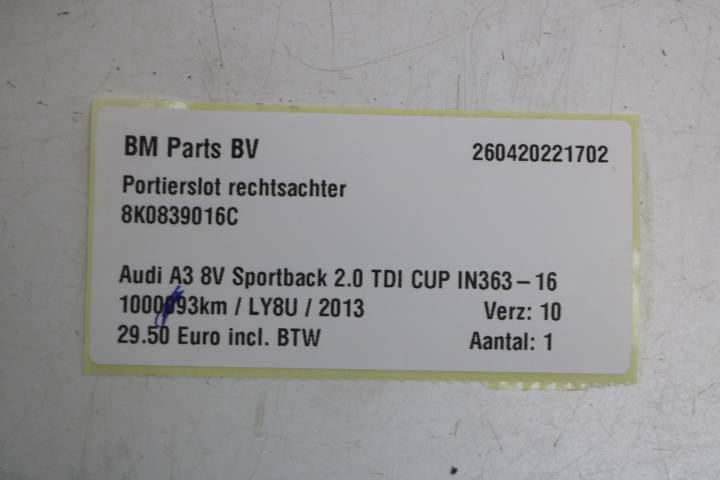 BM Parts BV 260420221702
Portierslot rechtsachter
8K0839016C
Audi A3 8V Sportback 2.0 TDI CUP IN363-16
/ LY8U / 2013 Verz: 10
29.50 Euro incl. BTW Aantal: 1